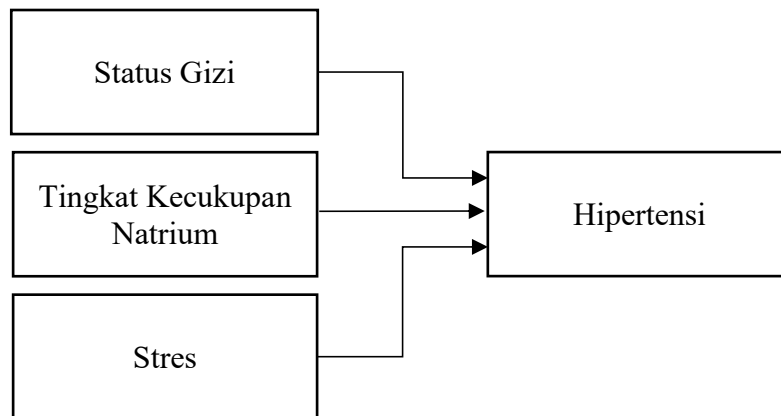 Status Gizi
Tingkat Kecukupan
Natrium
Hipertensi
Stres